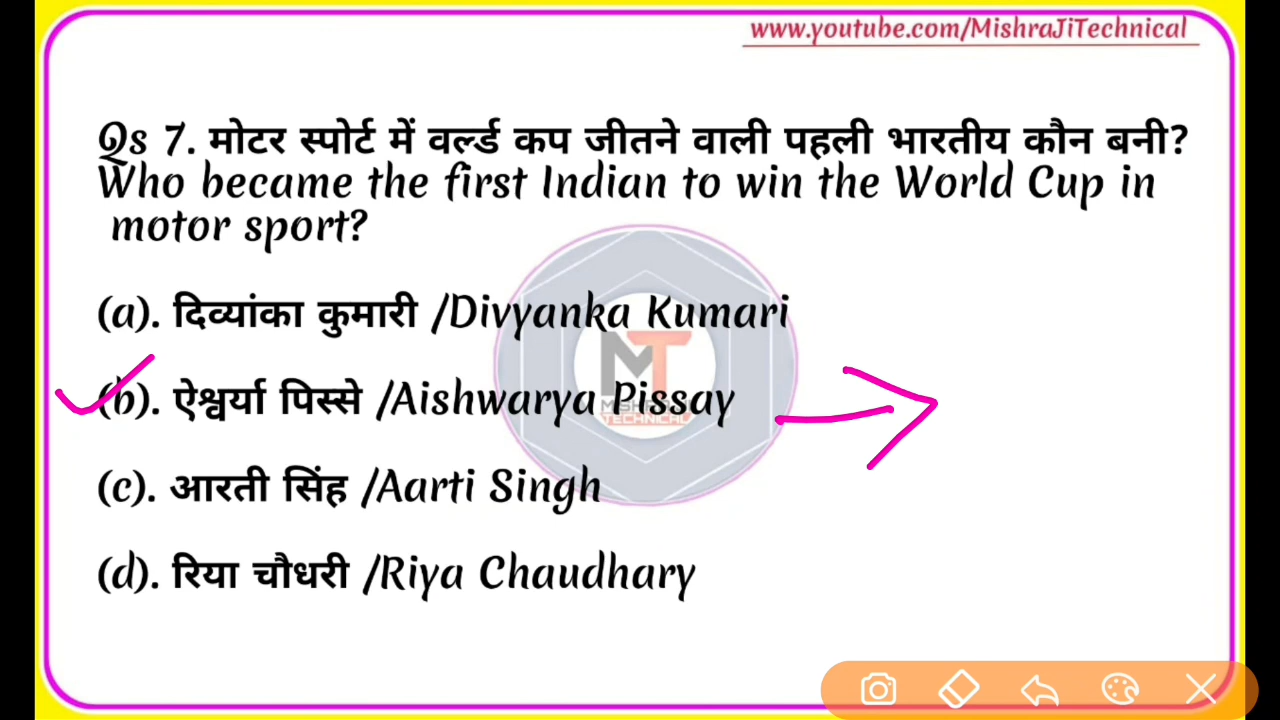 www.youtube.com/MishraJiTechnical
Qs 7. मोटर स्पोर्ट में वर्ल्ड कप जीतने वाली पहली भारतीय कौन बनी?
Who became the first Indian to win the World Cup in
motor sport?
(a). दिव्यांका कुमारी /Divyanka Kumari
MT
(b). ऐश्वर्या पिस्से /Aishwarya Pissay
TECHNICAL
(c). आरती सिंह /Aarti Singh
(d). रिया चौधरी /Riya Chaudhary